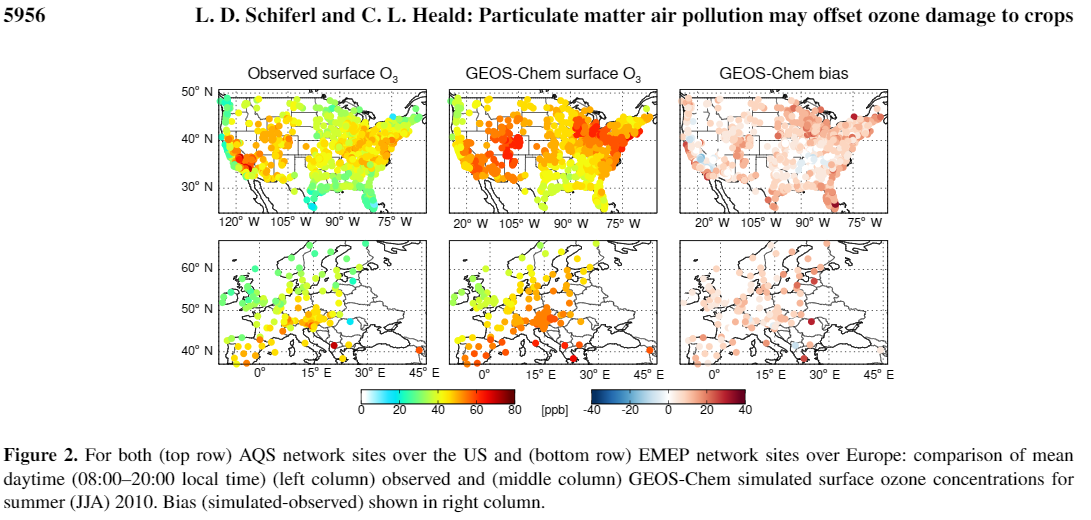 5956 L. D. Schiferl and C. L. Heald: Particulate matter air pollution may offset ozone damage to crops
Observed surface O3 GEOS-Chem surface O3 GEOS-Chem bias
50° N
40° N
30° N
120° W 105° W 90° W 75° W 20° W 105° W 90° W 75° W 20° W 105° W 90° W 75° W
60° N
50° N
40° N
0° 15° E 30° E 45° E 0° 15° E 30° E 45° E 0° 15° E 30° E 45° E
0 20 40 60 80 [ppb] -40 -20 0 20 40
Figure 2. For both (top row) AQS network sites over the US and (bottom row) EMEP network sites over Europe: comparison of mean
daytime (08:00–20:00 local time) (left column) observed and (middle column) GEOS-Chem simulated surface ozone concentrations for
summer (JJA) 2010. Bias (simulated-observed) shown in right column.